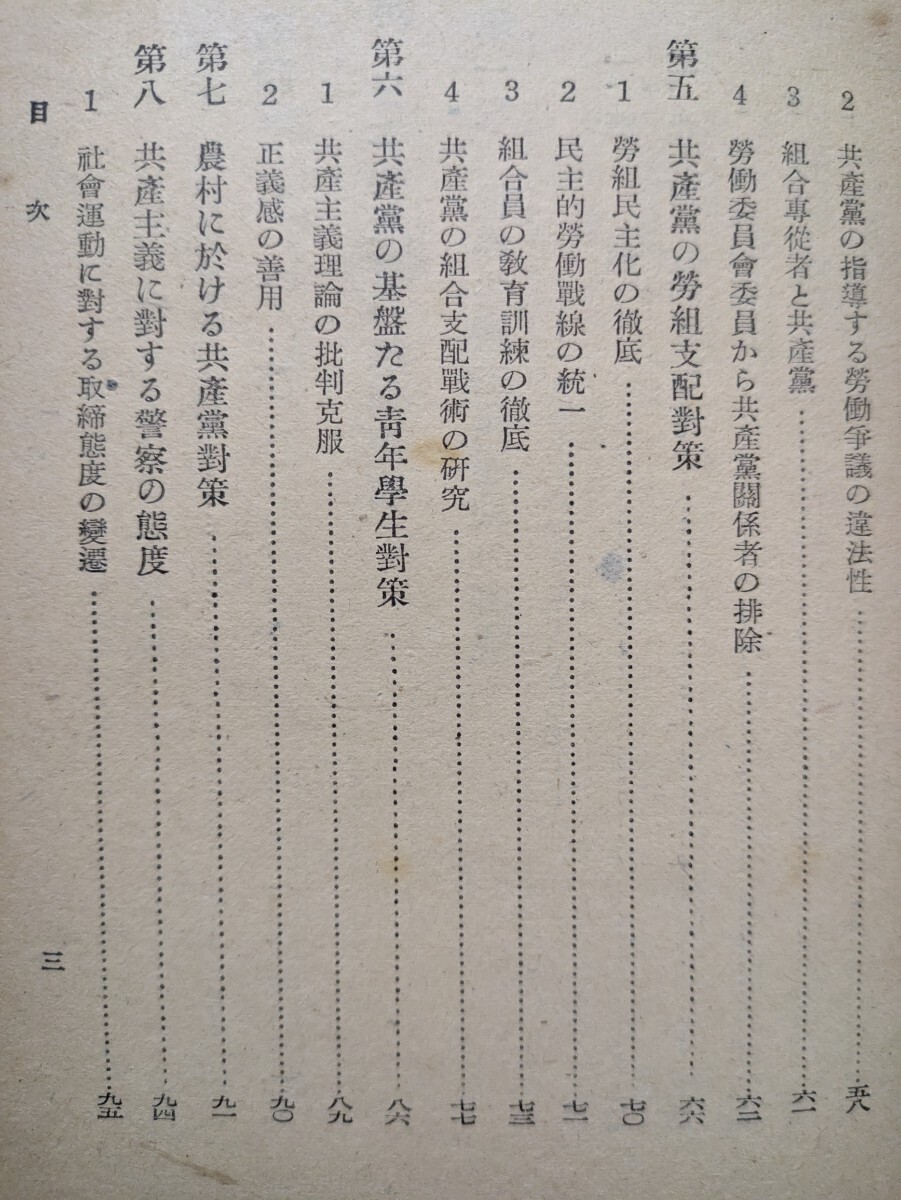 2 共產黨の指導する勞働爭議の違法性……………五八
3 組合專從者と共產黨……………六一
4 勞働委員會委員から共產黨關係者の排除……………六二
第五 共產黨の勞組支配對策……………六六
1 勞組民主化の徹底……………七〇
2 民主的勞働戰線の統一……………七一
3 組合員の敎育訓練の徹底……………七三
4 共產黨の組合支配戰術の硏究……………七七
第六 共產黨の基盤たる靑年學生對策……………八六
1 共產主義理論の批判克服……………八九
2 正義感の善用……………九〇
第七 農村に於ける共產黨對策……………九一
第八 共產主義に對する警察の態度……………九四
1 社會運動に對する取締態度の變遷……………九五
目次
三